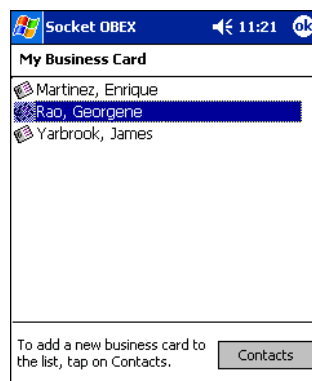 Socket OBEX 11:21 ok
My Business Card
Martinez, Enrique
Rao, Georgene
Yarbrook, James
To add a new business card to
the list, tap on Contacts.
Contacts